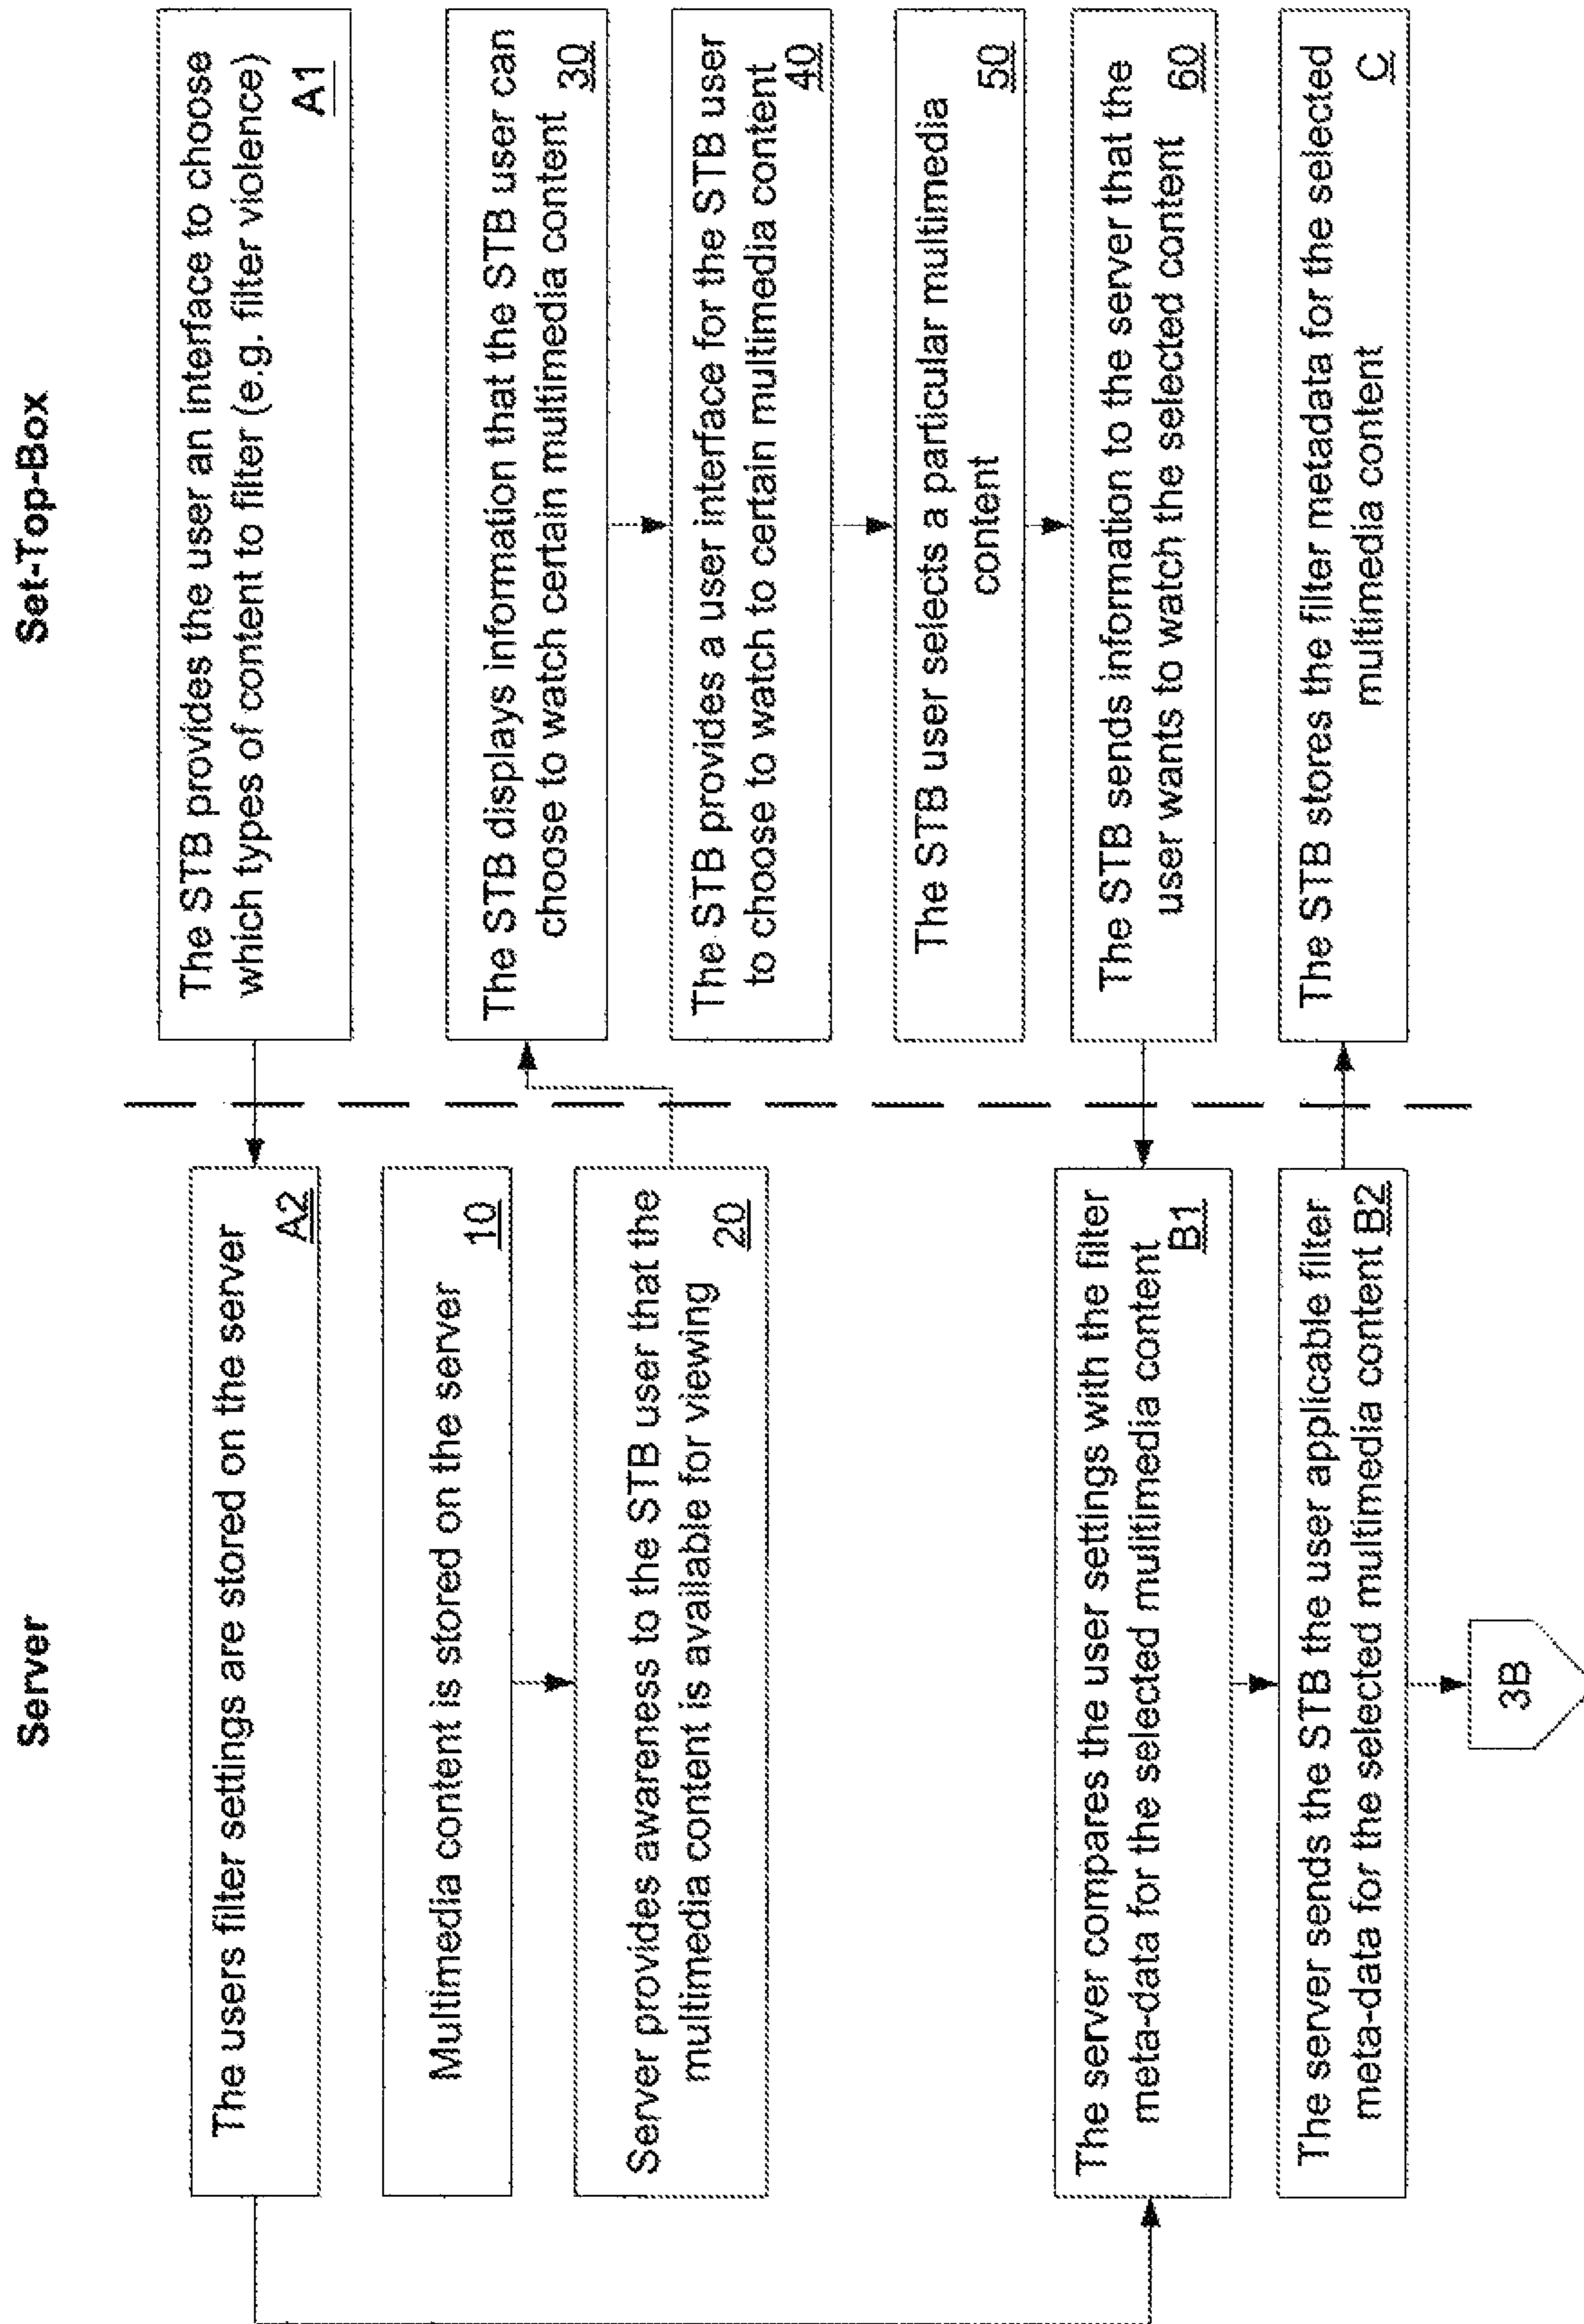 Server
Set-Top-Box
The STB provides the user an interface to choose
which types of content to filter (e.g. filter violence)
A1
The users filter settings are stored on the server
A2
Multimedia content is stored on the server
10
Server provides awareness to the STB user that the
multimedia content is available for viewing
20
The STB displays information that the STB user can
choose to watch certain multimedia content
30
The STB provides a user interface for the STB user
to choose to watch to certain multimedia content
40
The STB user selects a particular multimedia
content
50
The STB sends information to the server that the
user wants to watch the selected content
60
The server compares the user settings with the filter
meta-data for the selected mulitimedia content
B1
The server sends the STB the user applicable filter
meta-data for the selected multimedia content B2
The STB stores the filter metadata for the selected
multimedia content
C
3B